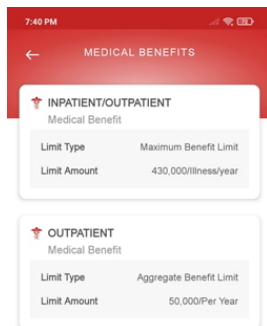 7:40 PM
MEDICAL BENEFITS
INPATIENT/OUTPATIENT
Medical Benefit
Limit Type Maximum Benefit Limit
Limit Amount 430,000/Illness/year
OUTPATIENT
Medical Benefit
Limit Type Aggregate Benefit Limit
Limit Amount 50,000/Per Year